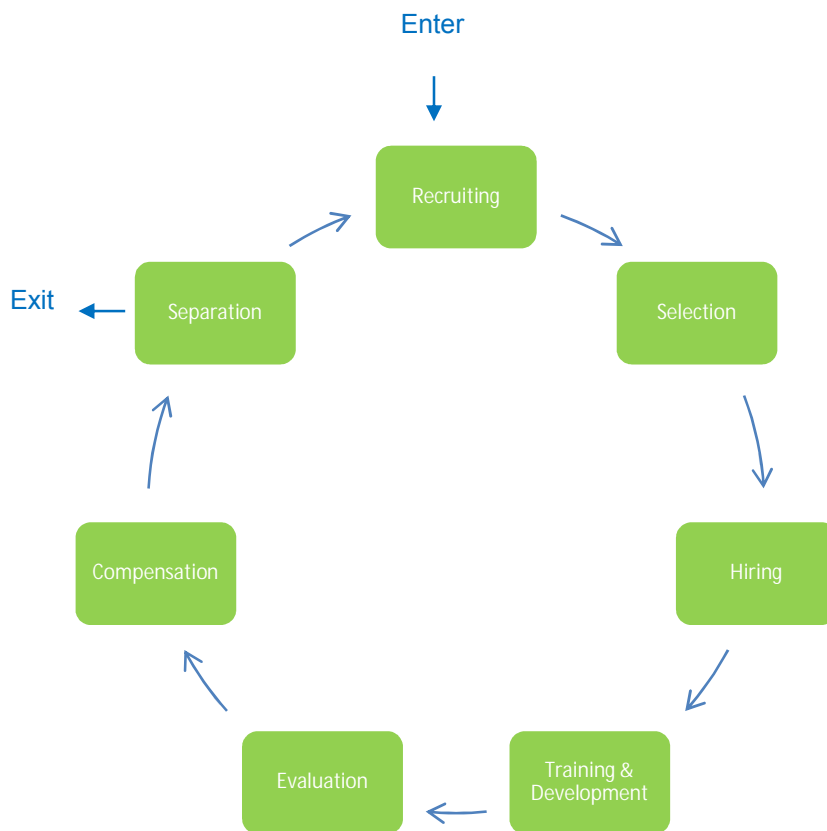 Enter
Recruiting
Selection
Hiring
Training &
Development
Evaluation
Compensation
Separation
Exit